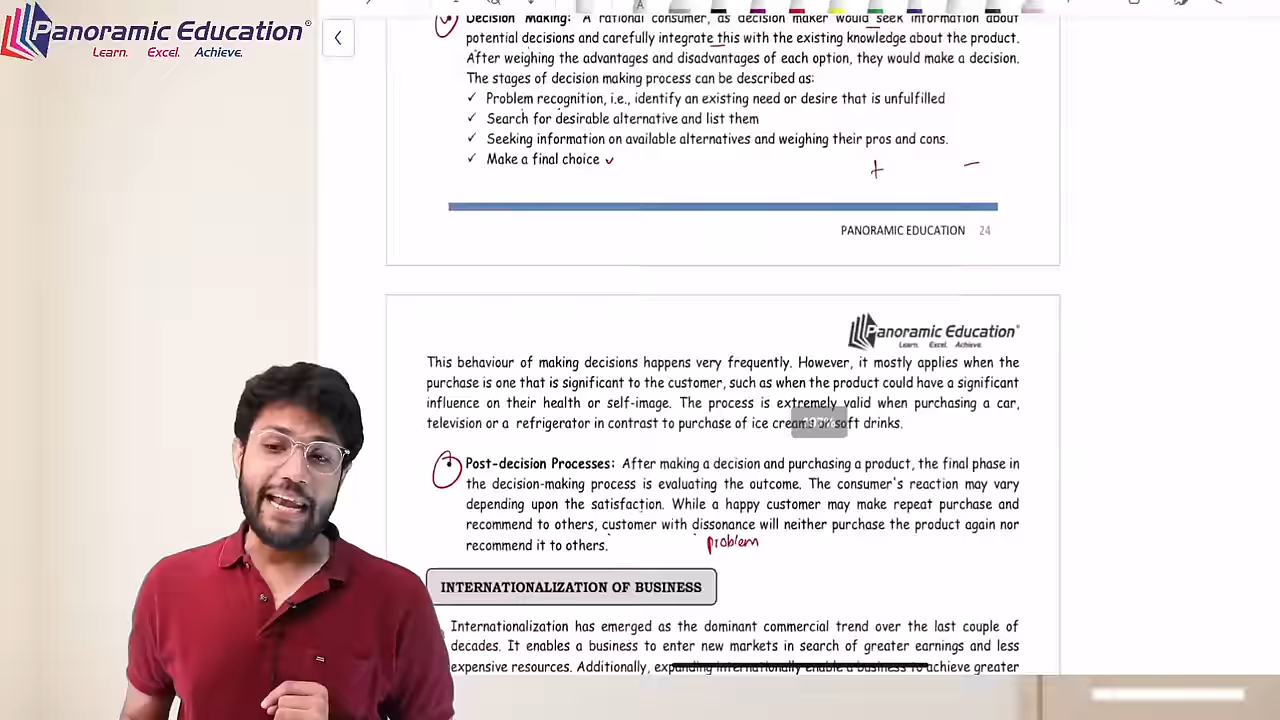 Panoramic Education®
Learn. Excel. Achieve.
Decision Making: A rational consumer, as decision maker would seek information about
potential decisions and carefully integrate this with the existing knowledge about the product.
After weighing the advantages and disadvantages of each option, they would make a decision.
The stages of decision making process can be described as:
✓ Problem recognition, i.e., identify an existing need or desire that is unfulfilled
✓ Search for desirable alternative and list them
✓ Seeking information on available alternatives and weighing their pros and cons.
✓ Make a final choice
+ –
PANORAMIC EDUCATION 24
Panoramic Education®
Learn. Excel. Achieve.
This behaviour of making decisions happens very frequently. However, it mostly applies when the
purchase is one that is significant to the customer, such as when the product could have a significant
influence on their health or self-image. The process is extremely valid when purchasing a car,
television or a refrigerator in contrast to purchase of ice cream soft drinks.
Post-decision Processes: After making a decision and purchasing a product, the final phase in
the decision-making process is evaluating the outcome. The consumer's reaction may vary
depending upon the satisfaction. While a happy customer may make repeat purchase and
recommend to others, customer with dissonance will neither purchase the product again nor
recommend it to others.
problem
INTERNATIONALIZATION OF BUSINESS
Internationalization has emerged as the dominant commercial trend over the last couple of
decades. It enables a business to enter new markets in search of greater earnings and less
expensive resources. Additionally, expanding internationally enable a business to achieve greater